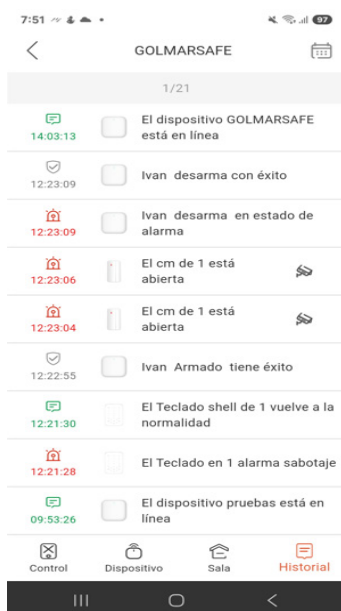 7:51
97
GOLMARSAFE
1/21
El dispositivo GOLMARSAFE
está en línea
14:03:13
Ivan desarma con éxito
12:23:09
Ivan desarma en estado de
alarma
12:23:09
El cm de 1 está
abierta
12:23:06
El cm de 1 está
abierta
12:23:04
Ivan Armado tiene éxito
12:22:55
El Teclado shell de 1 vuelve a la
normalidad
12:21:30
El Teclado en 1 alarma sabotaje
12:21:28
El dispositivo pruebas está en
línea
09:53:26
Control Dispositivo Sala Historial